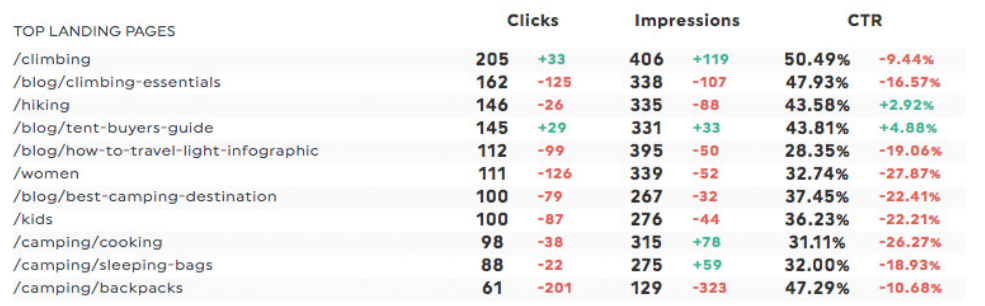 Clicks Impressions CTR
TOP LANDING PAGES
/climbing 205 +33 406 +119 50.49% -9.44%
/blog/climbing-essentials 162 -125 338 -107 47.93% -16.57%
/hiking 146 -26 335 -88 43.58% +2.92%
/blog/tent-buyers-guide 145 +29 331 +33 43.81% +4.88%
/blog/how-to-travel-light-infographic 112 -99 395 -50 28.35% -19.06%
/women 111 -126 339 -52 32.74% -27.87%
/blog/best-camping-destination 100 -79 267 -32 37.45% -22.41%
/kids 100 -87 276 -44 36.23% -22.21%
/camping/cooking 98 -38 315 +78 31.11% -26.27%
/camping/sleeping-bags 88 -22 275 +59 32.00% -18.93%
/camping/backpacks 61 -201 129 -323 47.29% -10.68%